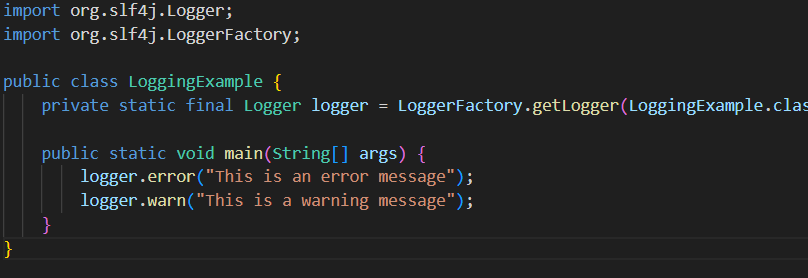 import org.slf4j.Logger;
import org.slf4j.LoggerFactory;
public class LoggingExample {
private static final Logger logger = LoggerFactory.getLogger(LoggingExample.clas
public static void main(String[] args) {
logger.error("This is an error message");
logger.warn("This is a warning message");
}
}